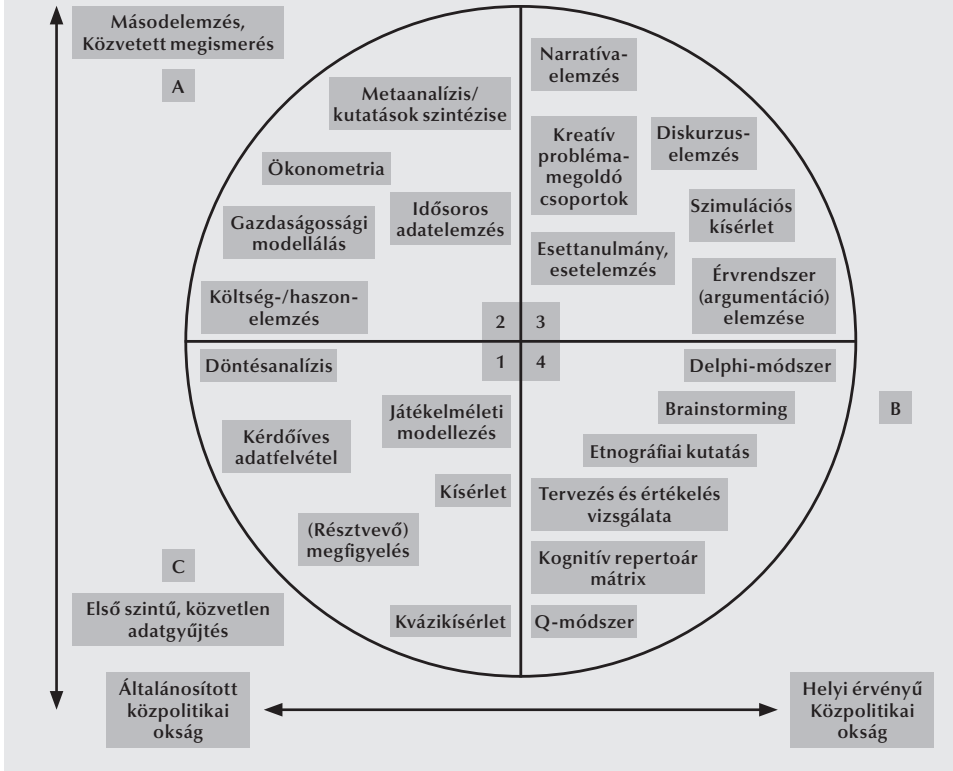 Másodelemzés,
Közvetett megismerés
A
Metaanalízis/
kutatások szintézise
Ökonometria
Idősoros
adatelemzés
Gazdaságossági
modellálás
Költség-/haszon-
elemzés
2
Narratíva-
elemzés
Kreatív
probléma-
megoldó
csoportok
Diskurzus-
elemzés
Szimulációs
kísérlet
Esettanulmány,
esetelemzés
Érvrendszer
(argumentáció)
elemzése
3
1
Döntésanalízis
Játékelméleti
modellezés
Kérdőíves
adatfelvétel
Kísérlet
(Résztvevő)
megfigyelés
Kvázikísérlet
4
Delphi-módszer
Brainstorming
B
Etnográfiai kutatás
Tervezés és értékelés
vizsgálata
Kognitív repertoár
mátrix
Q-módszer
C
Első szintű, közvetlen
adatgyűjtés
Általánosított
közpolitikai
okság
Helyi érvényű
Közpolitikai
okság